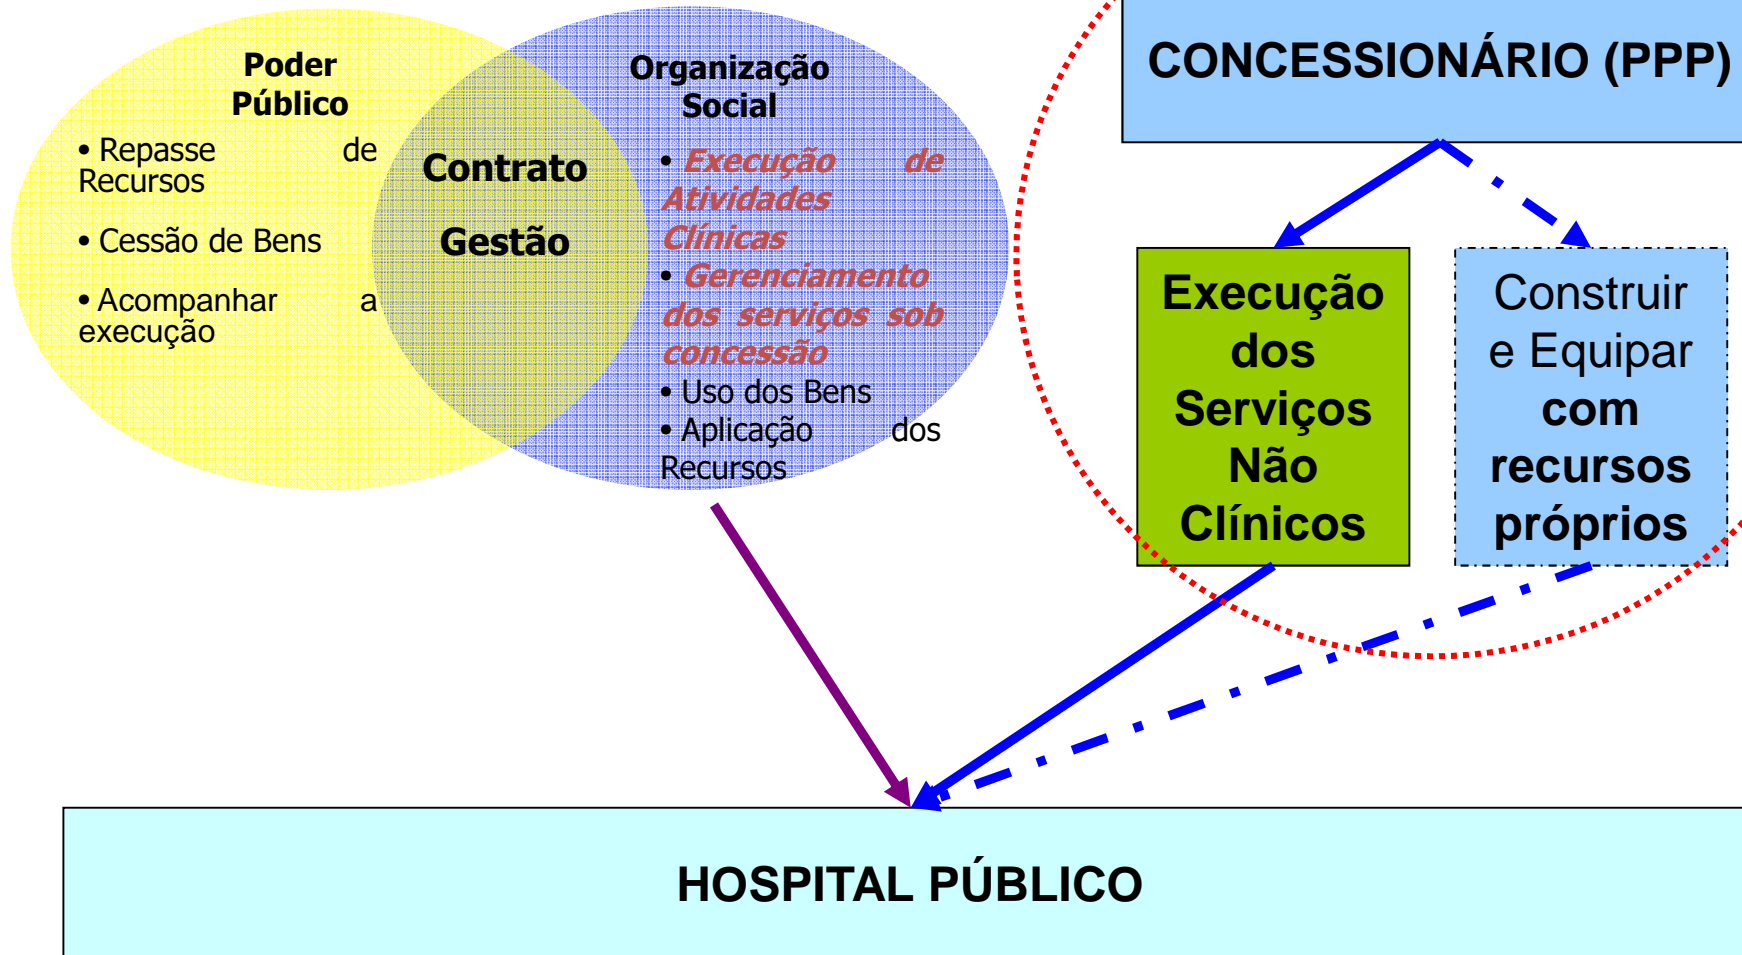 Poder
Público
• Repasse de
Recursos
• Cessão de Bens
• Acompanhar a
execução
Contrato
Gestão
Organização
Social
• Execução de
Atividades
Clínicas
• Gerenciamento
dos serviços sob
concessão
• Uso dos Bens
• Aplicação dos
Recursos
CONCESSIONÁRIO (PPP)
Execução
dos
Serviços
Não
Clínicos
Construir
e Equipar
com
recursos
próprios
HOSPITAL PÚBLICO